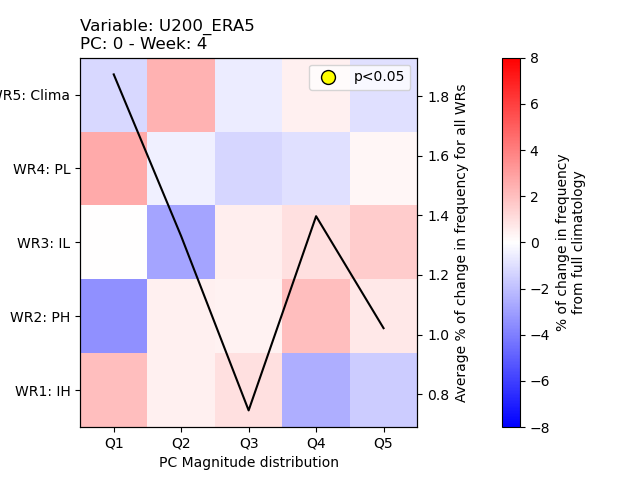 Variable: U200_ERA5
PC: 0 - Week: 4
p<0.05
WR5: Clima
WR4: PL
WR3: IL
WR2: PH
WR1: IH
Q1 Q2 Q3 Q4 Q5
PC Magnitude distribution
1.8
1.6
1.4
1.2
1.0
0.8
Average % of change in frequency for all WRs
8
6
4
2
0
−2
−4
−6
−8
% of change in frequency
from full climatology